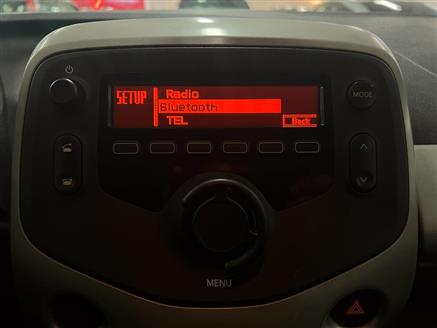 SETUP
Radio
Bluetooth
TEL
Back
MODE
MENU